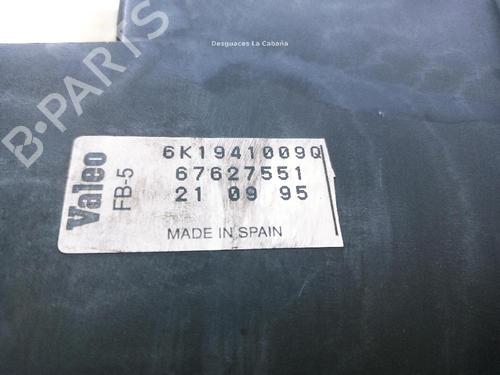 Desguaces La Cabaña
B-PARTS
Valeo
FB-5
6K1941009Q
67627551
21 09 95
MADE IN SPAIN